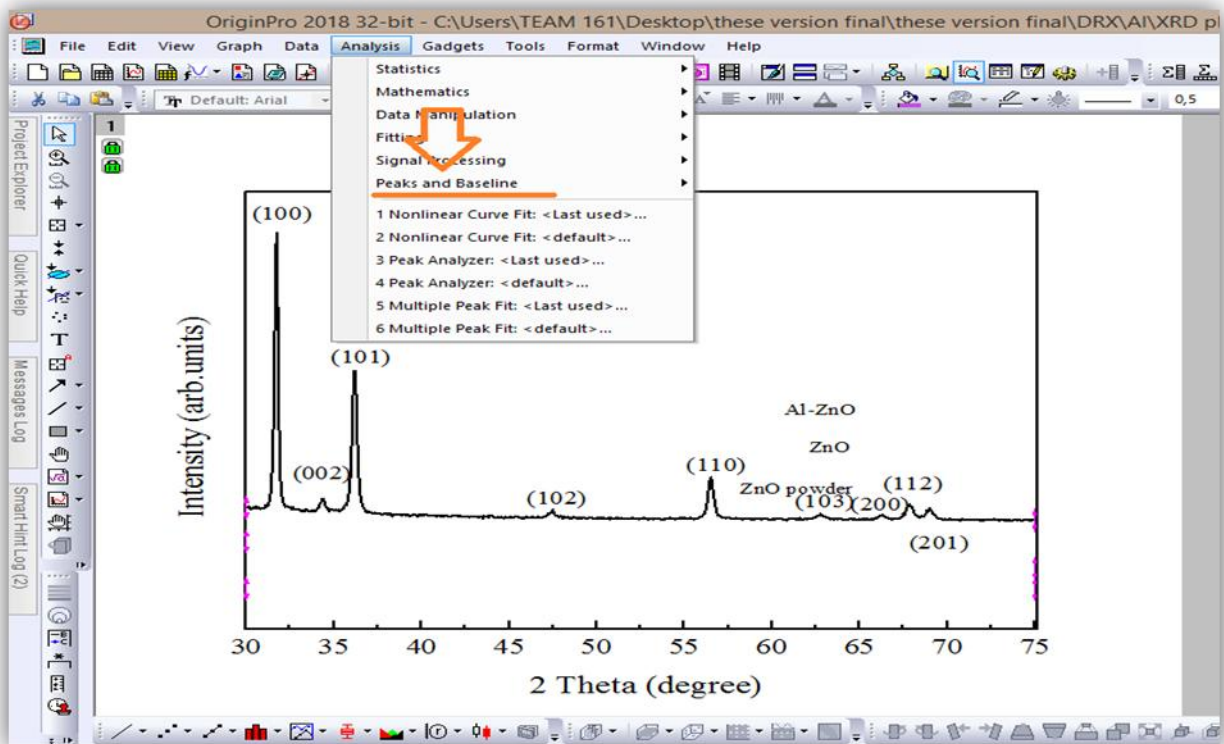 OriginPro 2018 32-bit - C:\Users\TEAM 161\Desktop\these version final\these version final\DRX\Al\XRD pl
File Edit View Graph Data Analysis Gadgets Tools Format Window Help
Default: Arial
0,5
Statistics
Mathematics
Data Manipulation
Fitting
Signal Processing
Peaks and Baseline
1 Nonlinear Curve Fit: <Last used>...
2 Nonlinear Curve Fit: <default>...
3 Peak Analyzer: <Last used>...
4 Peak Analyzer: <default>...
5 Multiple Peak Fit: <Last used>...
6 Multiple Peak Fit: <default>...
Project Explorer
Quick Help
Messages Log
Smart Hint Log (2)
1
(100)
(101)
(002)
(102)
(110)
Al-ZnO
ZnO
ZnO powder
(103)
(200)
(112)
(201)
Intensity (arb.units)
30 35 40 45 50 55 60 65 70 75
2 Theta (degree)